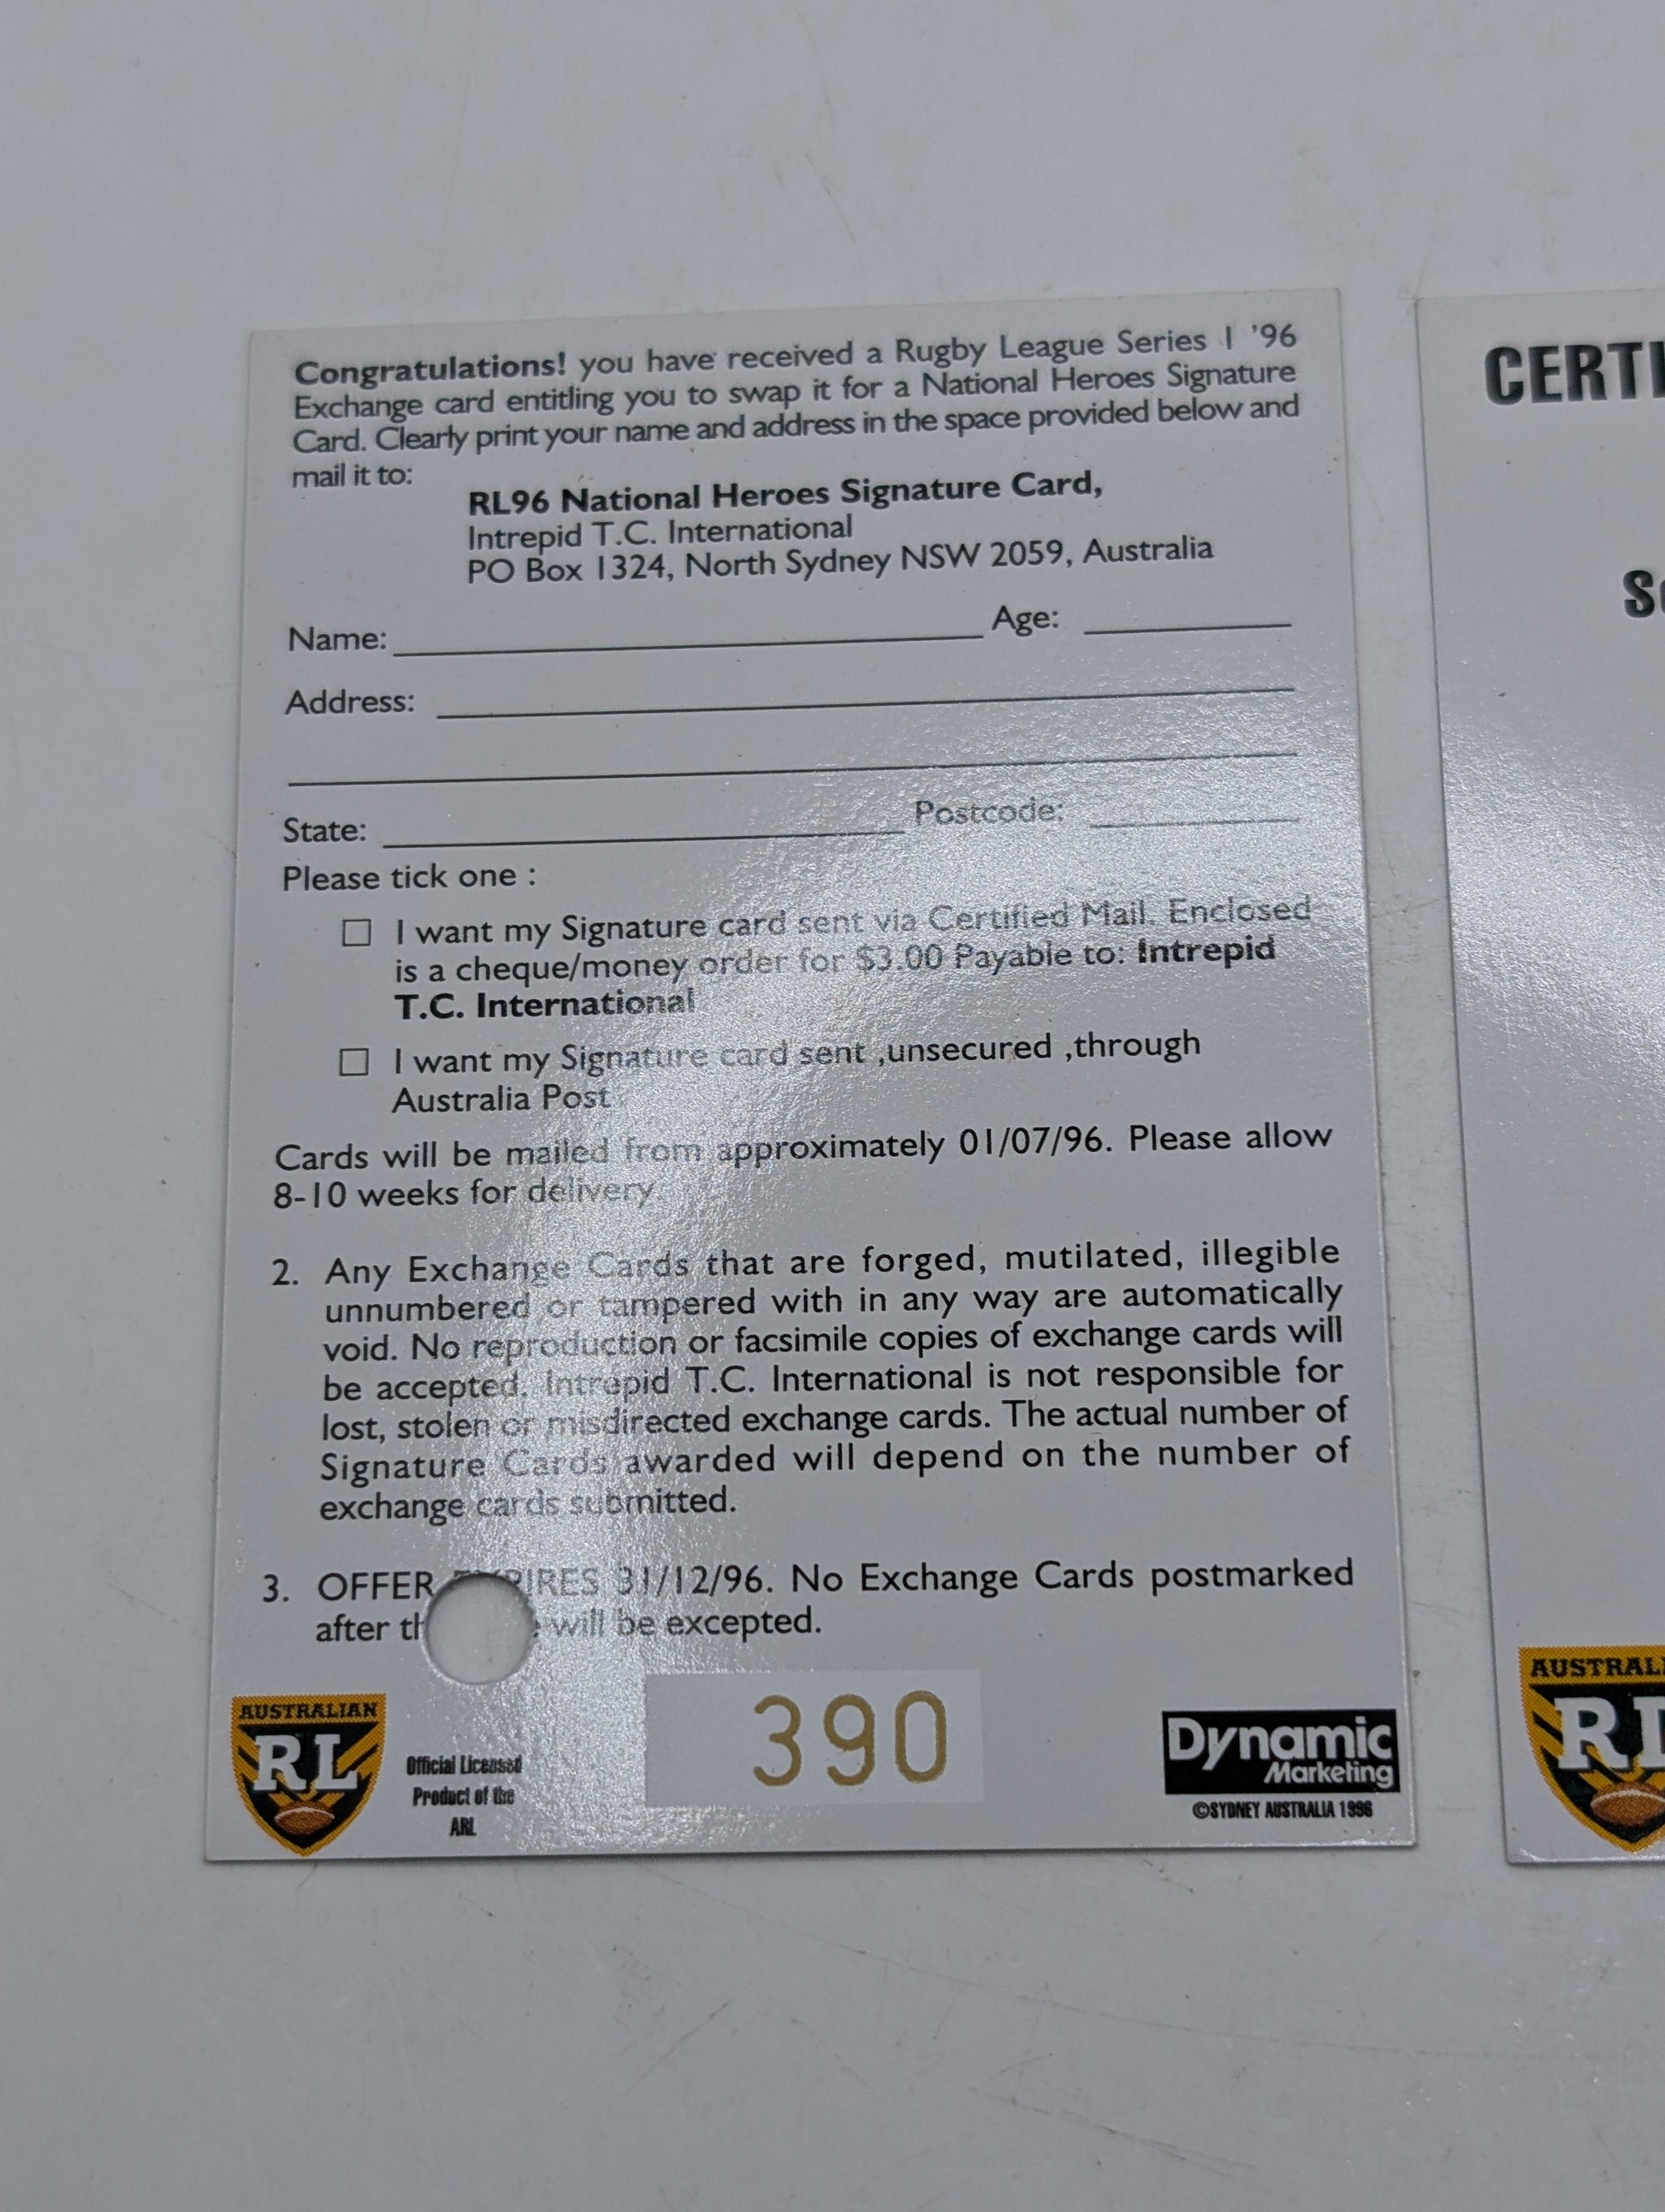 Congratulations! you have received a Rugby League Series 1 '96
Exchange card entitling you to swap it for a National Heroes Signature
Card. Clearly print your name and address in the space provided below and
mail it to:
RL96 National Heroes Signature Card,
Intrepid T.C. International
PO Box 1324, North Sydney NSW 2059, Australia
Name: Age:
Address:
State: Postcode:
Please tick one :
I want my Signature card sent via Certified Mail. Enclosed
is a cheque/money order for $3.00 Payable to: Intrepid
T.C. International
I want my Signature card sent ,unsecured ,through
Australia Post
Cards will be mailed from approximately 01/07/96. Please allow
8-10 weeks for delivery.
2. Any Exchange Cards that are forged, mutilated, illegible
unnumbered or tampered with in any way are automatically
void. No reproduction or facsimile copies of exchange cards will
be accepted. Intrepid T.C. International is not responsible for
lost, stolen or misdirected exchange cards. The actual number of
Signature Cards awarded will depend on the number of
exchange cards submitted.
3. OFFER 31/12/96. No Exchange Cards postmarked
after will be excepted.
AUSTRALIAN
RL
Official Licensed
Product of the
ARL
390
Dynamic
Marketing
©SYDNEY AUSTRALIA 1996